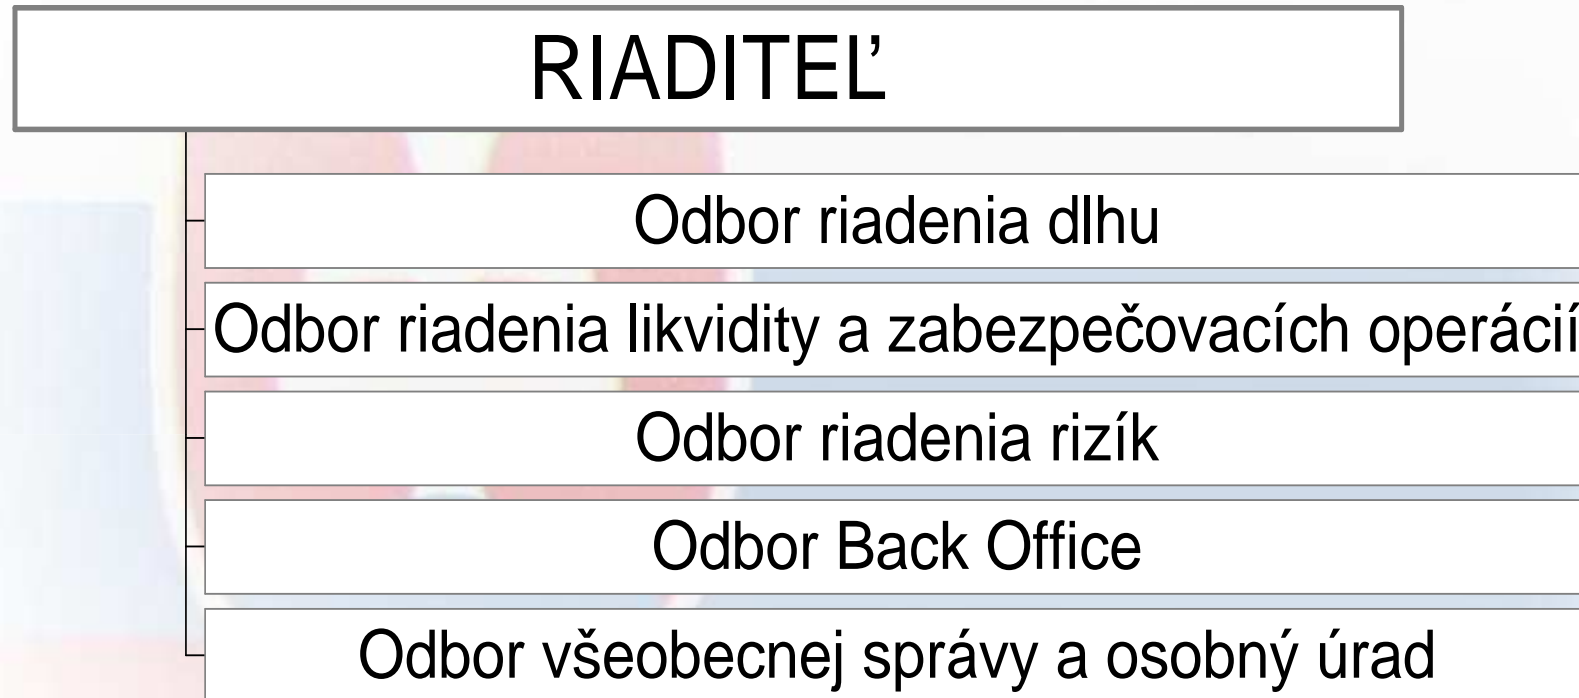 RIADITEĽ
Odbor riadenia dlhu
Odbor riadenia likvidity a zabezpečovacích operácií
Odbor riadenia rizík
Odbor Back Office
Odbor všeobecnej správy a osobný úrad